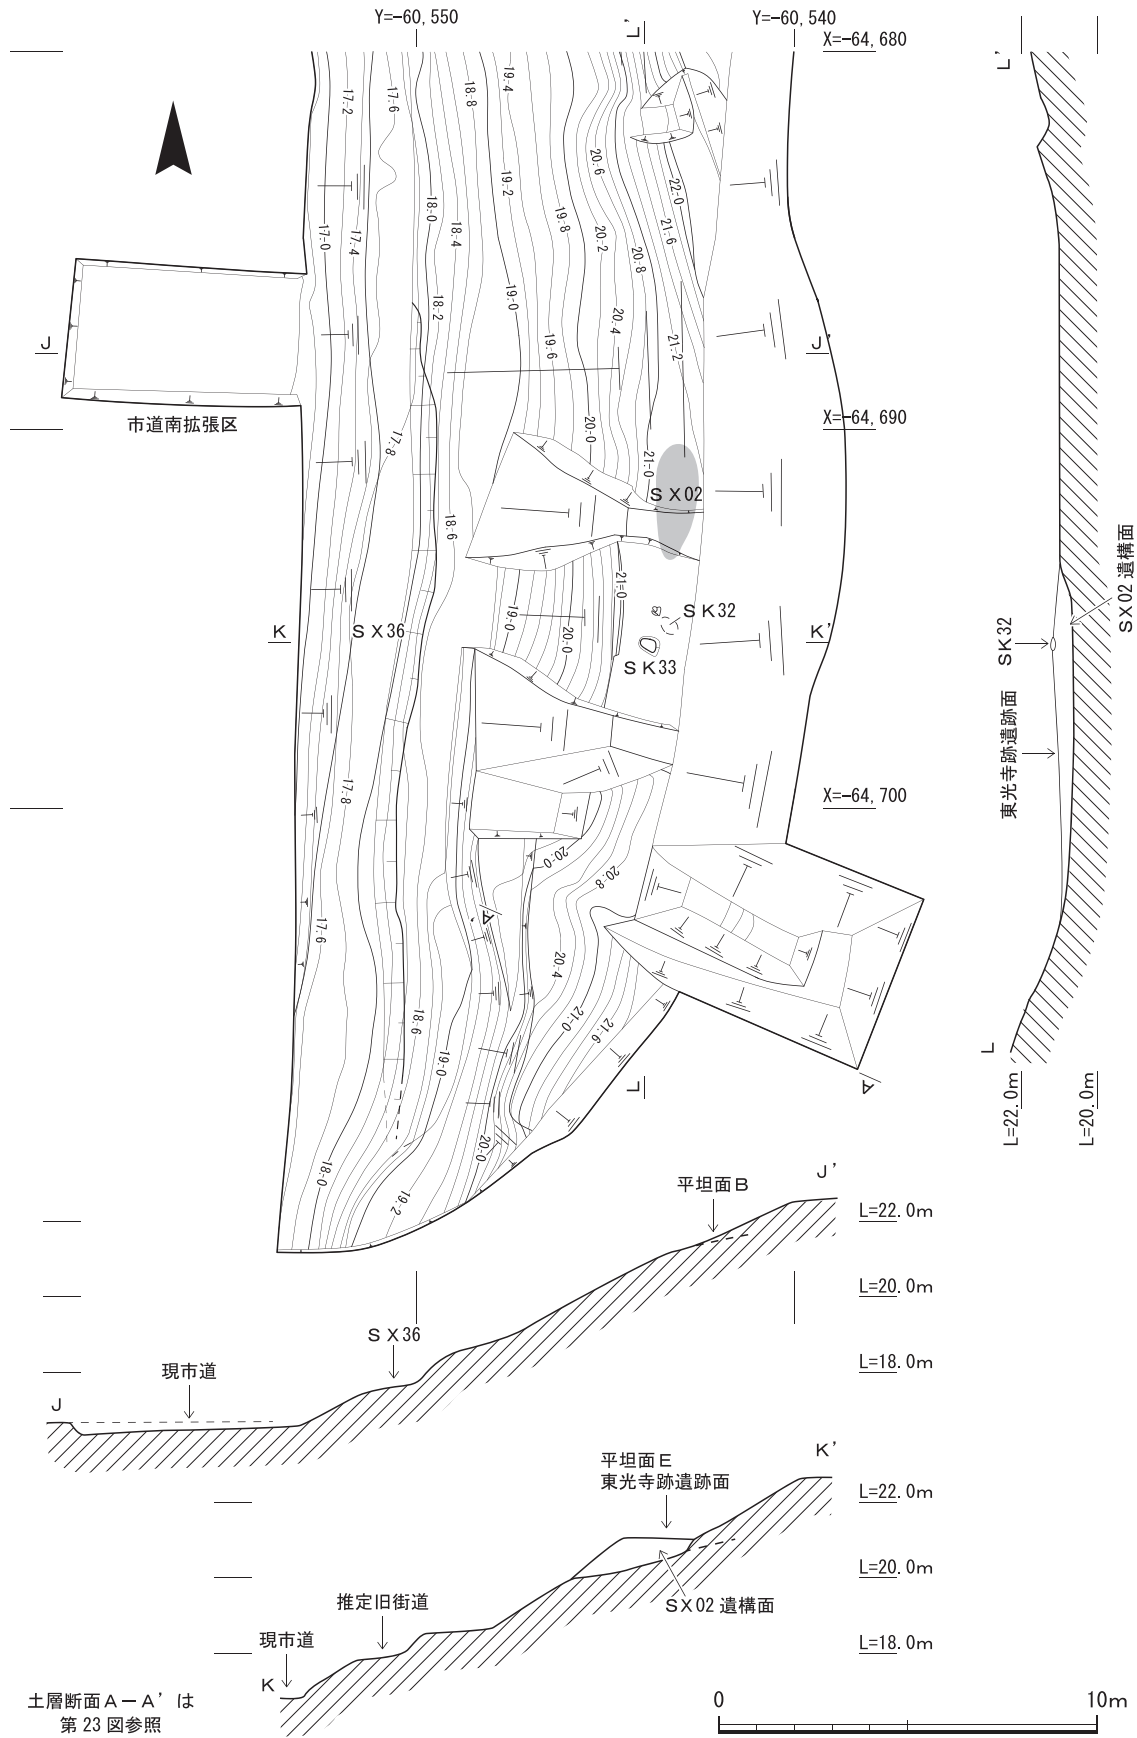 Y=-60,550
L'
Y=-60,540
X=-64,680
L'
17.2
17.6
18.8
19.4
20.6
22.0
19.2
17.0
17.4
18.0
18.4
19.8
20.2
20.8
21.6
18.2
19.0
20.4
19.6
21.2
J
J'
市道南拡張区
X=-64,690
17.8
20.0
21.0
SX02
18.6
21.0
SX02遺構面
SK32
K
SX36
19.0
20.0
SK32
K'
SK33
東光寺跡遺跡面
17.8
X=-64,700
20.0
20.8
A'
17.6
20.4
18.6
21.0
21.6
19.0
L
L
A
L=22.0m
L=20.0m
20.0
18.0
19.2
J'
平坦面B
L=22.0m
L=20.0m
SX36
現市道
L=18.0m
J
K'
平坦面E
東光寺跡遺跡面
L=22.0m
L=20.0m
SX02遺構面
推定旧街道
現市道
L=18.0m
K
土層断面A-A'は
第23図参照
0
10m